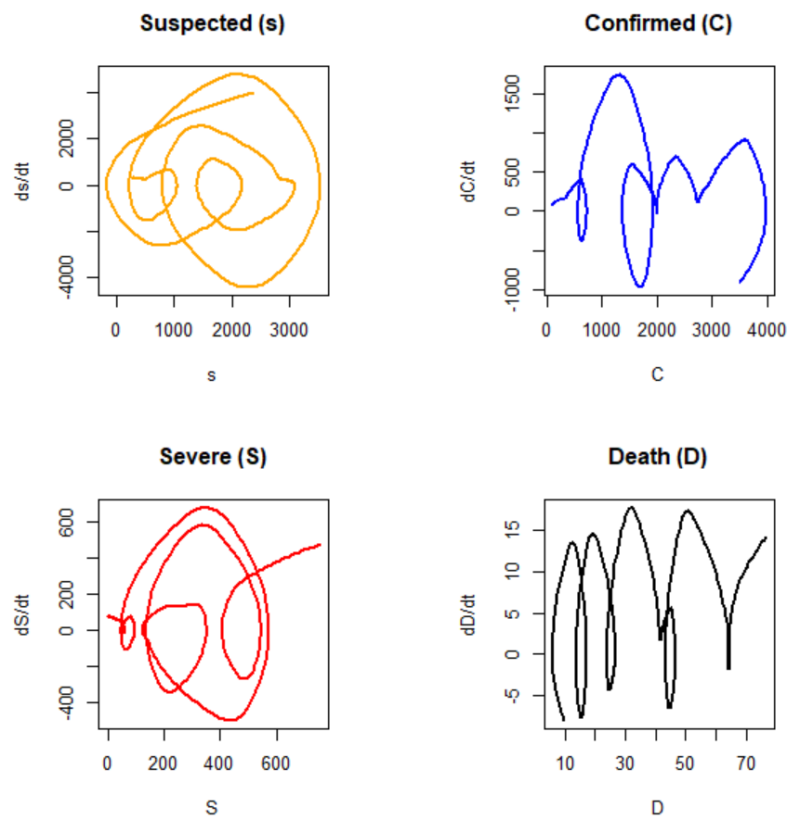 Suspected (s)
ds/dt
2000
0
-4000
0 1000 2000 3000
s
Confirmed (C)
dC/dt
1500
500
0
-1000
0 1000 2000 3000 4000
C
Severe (S)
dS/dt
600
200
0
-400
0 200 400 600
S
Death (D)
dD/dt
15
10
5
0
-5
10 30 50 70
D